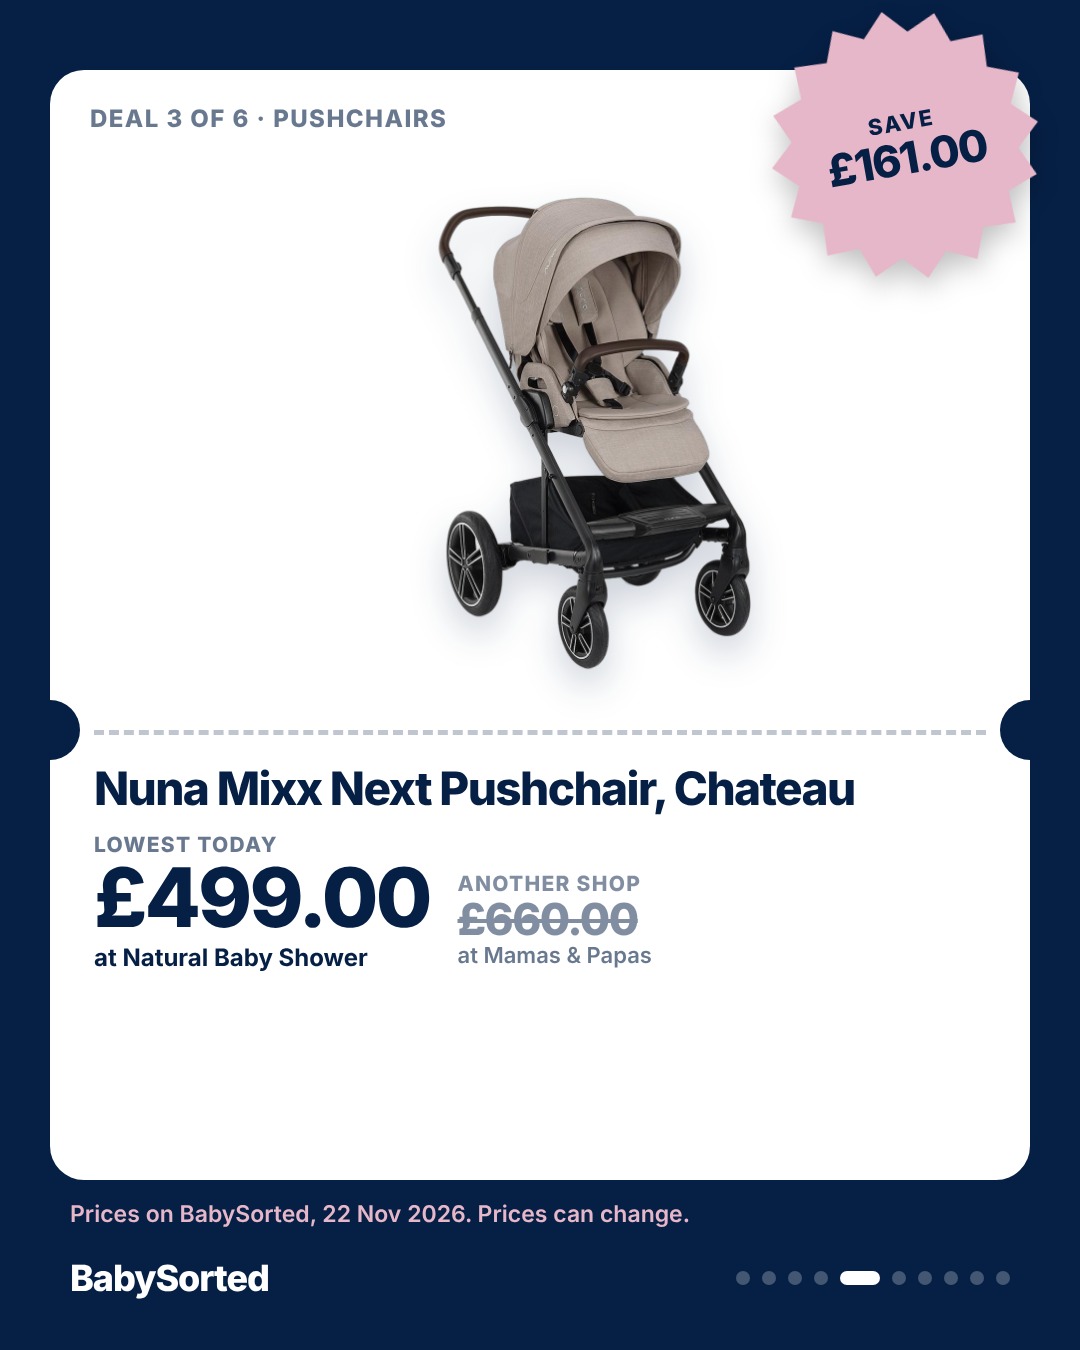 DEAL 3 OF 6 · PUSHCHAIRS
SAVE
£161.00
Nuna Mixx Next Pushchair, Chateau
LOWEST TODAY
£499.00
at Natural Baby Shower
ANOTHER SHOP
£660.00
at Mamas & Papas
Prices on BabySorted, 22 Nov 2026. Prices can change.
BabySorted